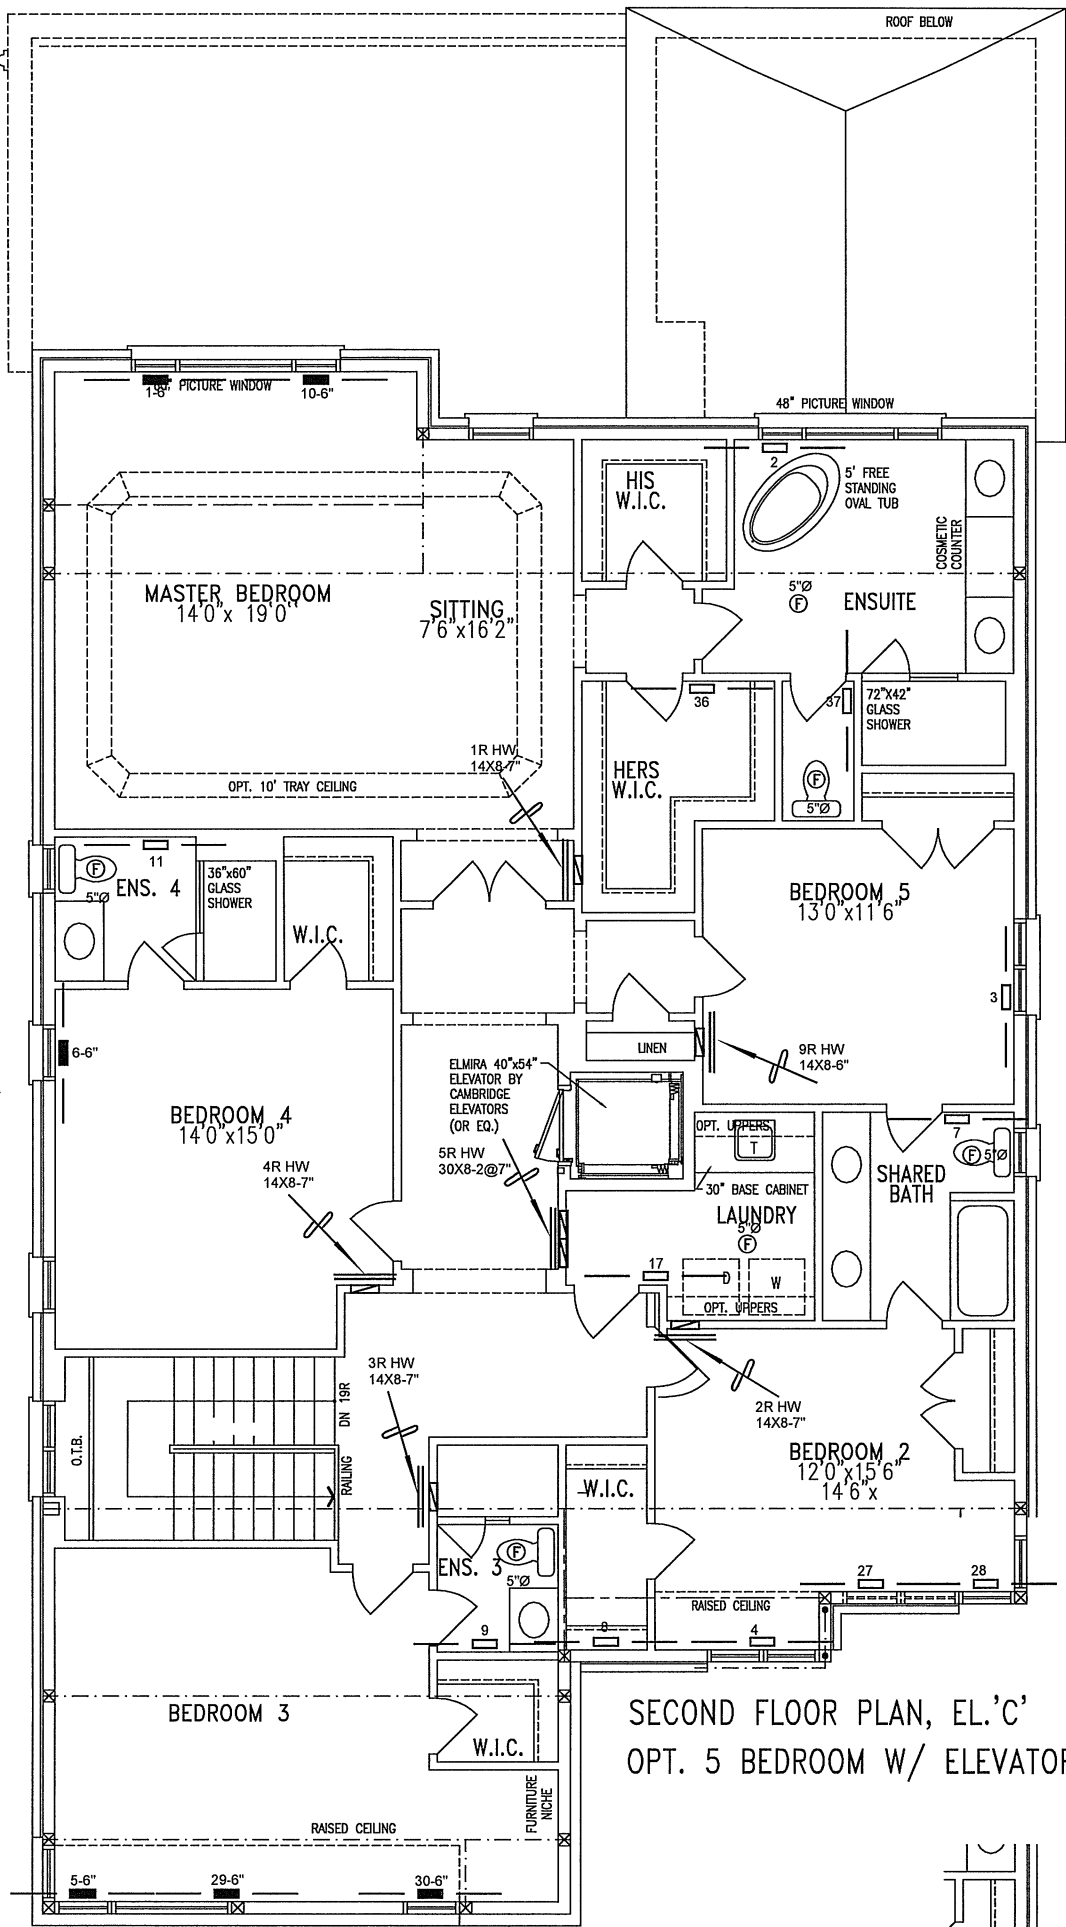 ROOF BELOW
1-6"
PICTURE WINDOW
10-6"
48" PICTURE WINDOW
2
HIS
W.I.C.
5' FREE
STANDING
OVAL TUB
COSMETIC
COUNTER
MASTER BEDROOM
14'0"x 19'0"
SITTING
7'6"x16'2"
5"Ø
F
ENSUITE
36
37
72"X42"
GLASS
SHOWER
1R HW
14X8-7"
HERS
W.I.C.
F
5"Ø
OPT. 10' TRAY CEILING
11
F
ENS. 4
5"Ø
36"x60"
GLASS
SHOWER
W.I.C.
BEDROOM 5
13'0"x11'6"
3
6-6"
LINEN
9R HW
14X8-6"
ELMIRA 40"x54"
ELEVATOR BY
CAMBRIDGE
ELEVATORS
(OR EQ.)
BEDROOM 4
14'0"x15'0"
OPT. UPPERS
T
7
F
5"Ø
4R HW
14X8-7"
5R HW
30X8-2@7"
30" BASE CABINET
LAUNDRY
5"Ø
F
SHARED
BATH
17
D
W
OPT. UPPERS
3R HW
14X8-7"
DN 19R
2R HW
14X8-7"
O.T.B.
RAILING
BEDROOM 2
12'0"x15'6"
14'6"x
W.I.C.
F
ENS. 3
5"Ø
27
28
RAISED CEILING
9
8
4
BEDROOM 3
W.I.C.
SECOND FLOOR PLAN, EL.'C'
OPT. 5 BEDROOM W/ ELEVATOR
FURNITURE
NICHE
RAISED CEILING
5-6"
29-6"
30-6"